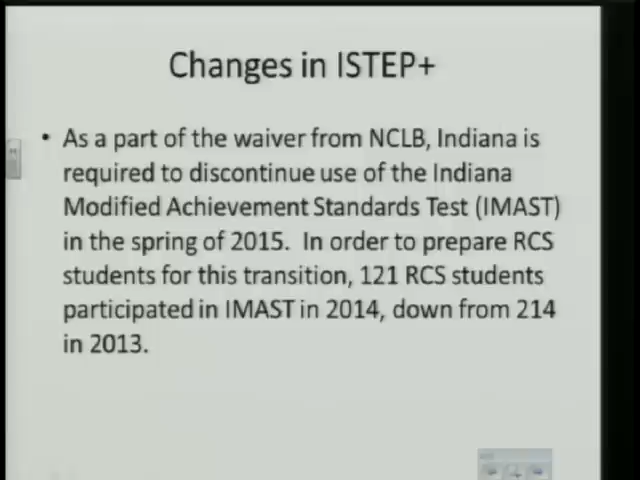 Changes in ISTEP+
• As a part of the waiver from NCLB, Indiana is
required to discontinue use of the Indiana
Modified Achievement Standards Test (IMAST)
in the spring of 2015.  In order to prepare RCS
students for this transition, 121 RCS students
participated in IMAST in 2014, down from 214
in 2013.